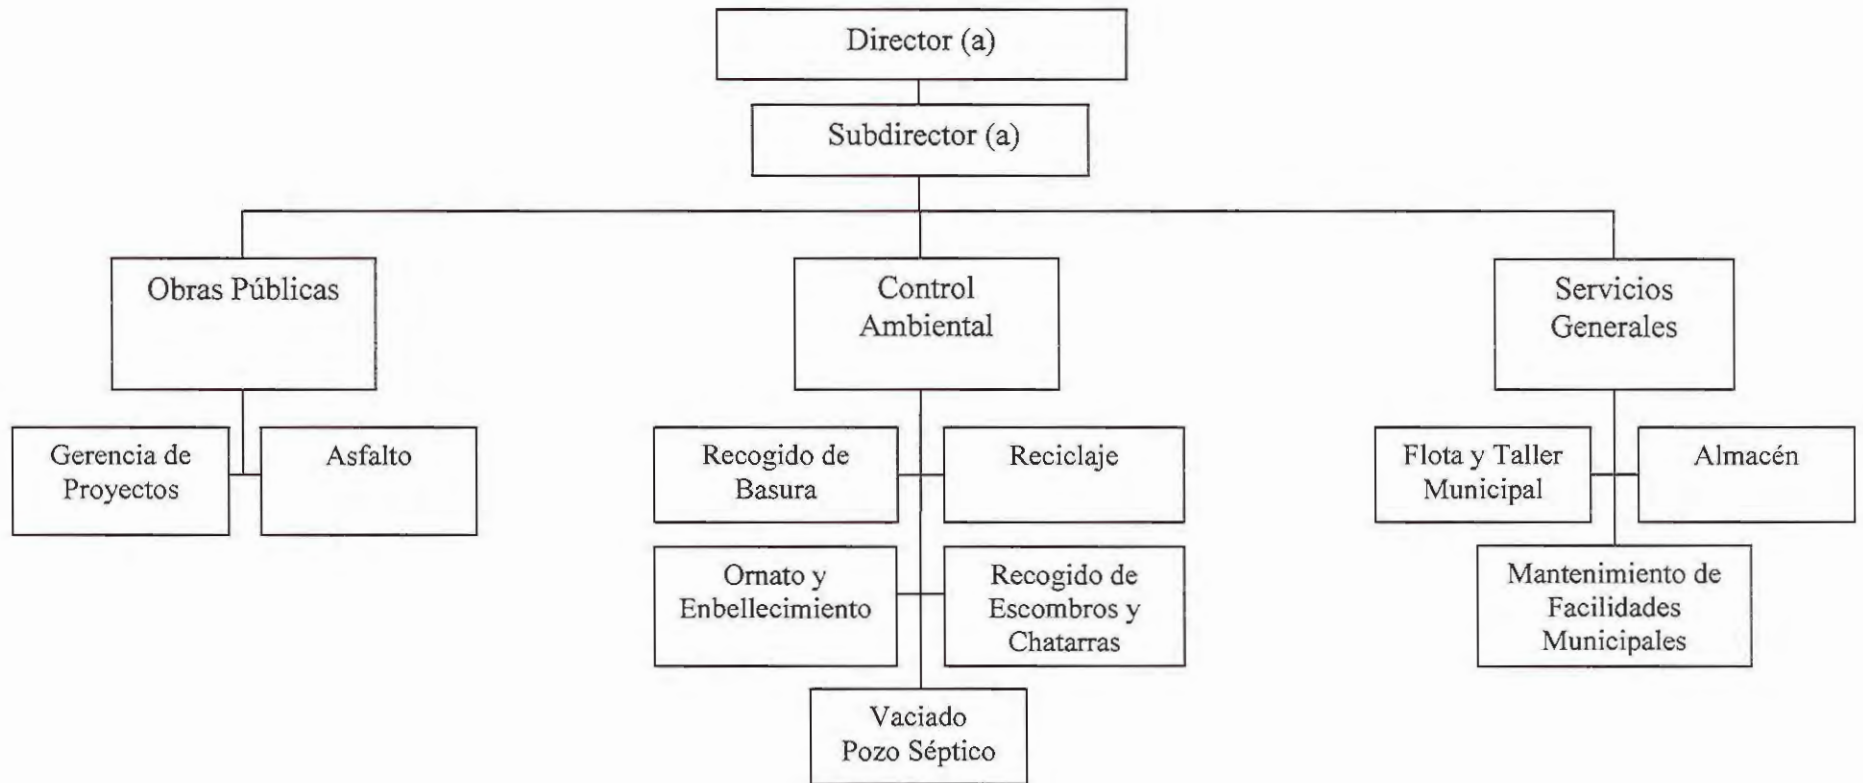 Director (a)
Subdirector (a)
Obras Públicas
Control
Ambiental
Servicios
Generales
Gerencia de
Proyectos
Asfalto
Recogido de
Basura
Reciclaje
Flota y Taller
Municipal
Almacén
Ornato y
Enbellecimiento
Recogido de
Escombros y
Chatarras
Mantenimiento de
Facilidades
Municipales
Vaciado
Pozo Séptico